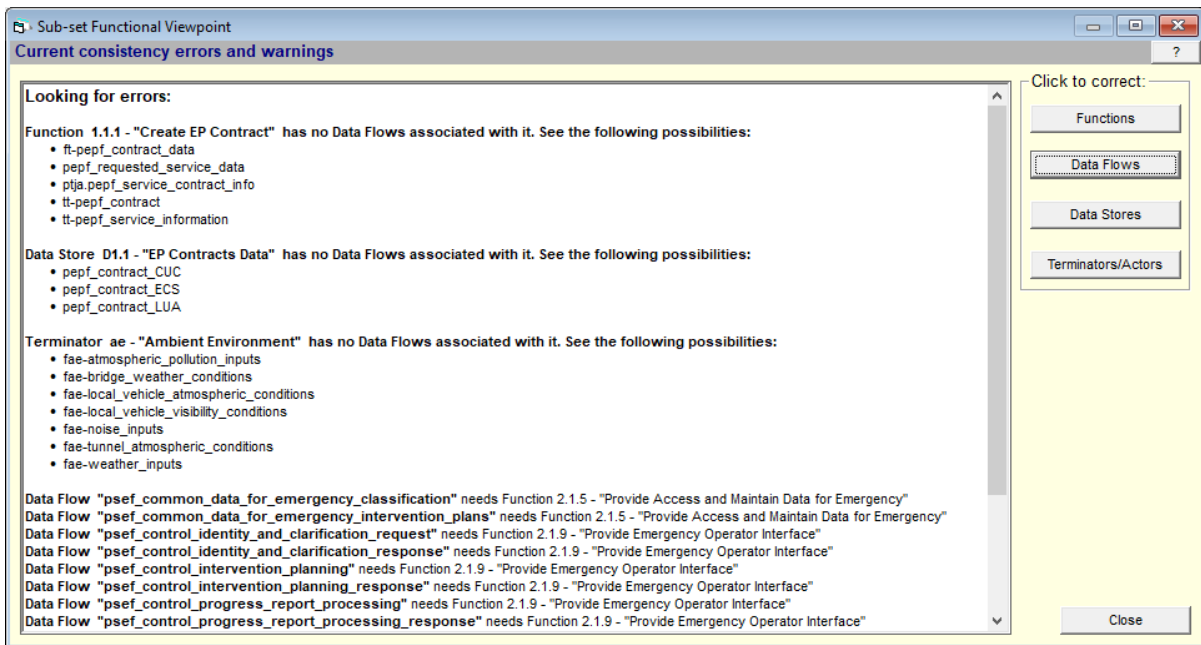 Sub-set Functional Viewpoint
Current consistency errors and warnings
?
Looking for errors:
Function 1.1.1 - "Create EP Contract" has no Data Flows associated with it. See the following possibilities:
• ft-pepf_contract_data
• pepf_requested_service_data
• ptja.pepf_service_contract_info
• tt-pepf_contract
• tt-pepf_service_information
Data Store D1.1 - "EP Contracts Data" has no Data Flows associated with it. See the following possibilities:
• pepf_contract_CUC
• pepf_contract_ECS
• pepf_contract_LUA
Terminator ae - "Ambient Environment" has no Data Flows associated with it. See the following possibilities:
• fae-atmospheric_pollution_inputs
• fae-bridge_weather_conditions
• fae-local_vehicle_atmospheric_conditions
• fae-local_vehicle_visibility_conditions
• fae-noise_inputs
• fae-tunnel_atmospheric_conditions
• fae-weather_inputs
Data Flow "psef_common_data_for_emergency_classification" needs Function 2.1.5 - "Provide Access and Maintain Data for Emergency"
Data Flow "psef_common_data_for_emergency_intervention_plans" needs Function 2.1.5 - "Provide Access and Maintain Data for Emergency"
Data Flow "psef_control_identity_and_clarification_request" needs Function 2.1.9 - "Provide Emergency Operator Interface"
Data Flow "psef_control_identity_and_clarification_response" needs Function 2.1.9 - "Provide Emergency Operator Interface"
Data Flow "psef_control_intervention_planning" needs Function 2.1.9 - "Provide Emergency Operator Interface"
Data Flow "psef_control_intervention_planning_response" needs Function 2.1.9 - "Provide Emergency Operator Interface"
Data Flow "psef_control_progress_report_processing" needs Function 2.1.9 - "Provide Emergency Operator Interface"
Data Flow "psef_control_progress_report_processing_response" needs Function 2.1.9 - "Provide Emergency Operator Interface"
Click to correct:
Functions
Data Flows
Data Stores
Terminators/Actors
Close